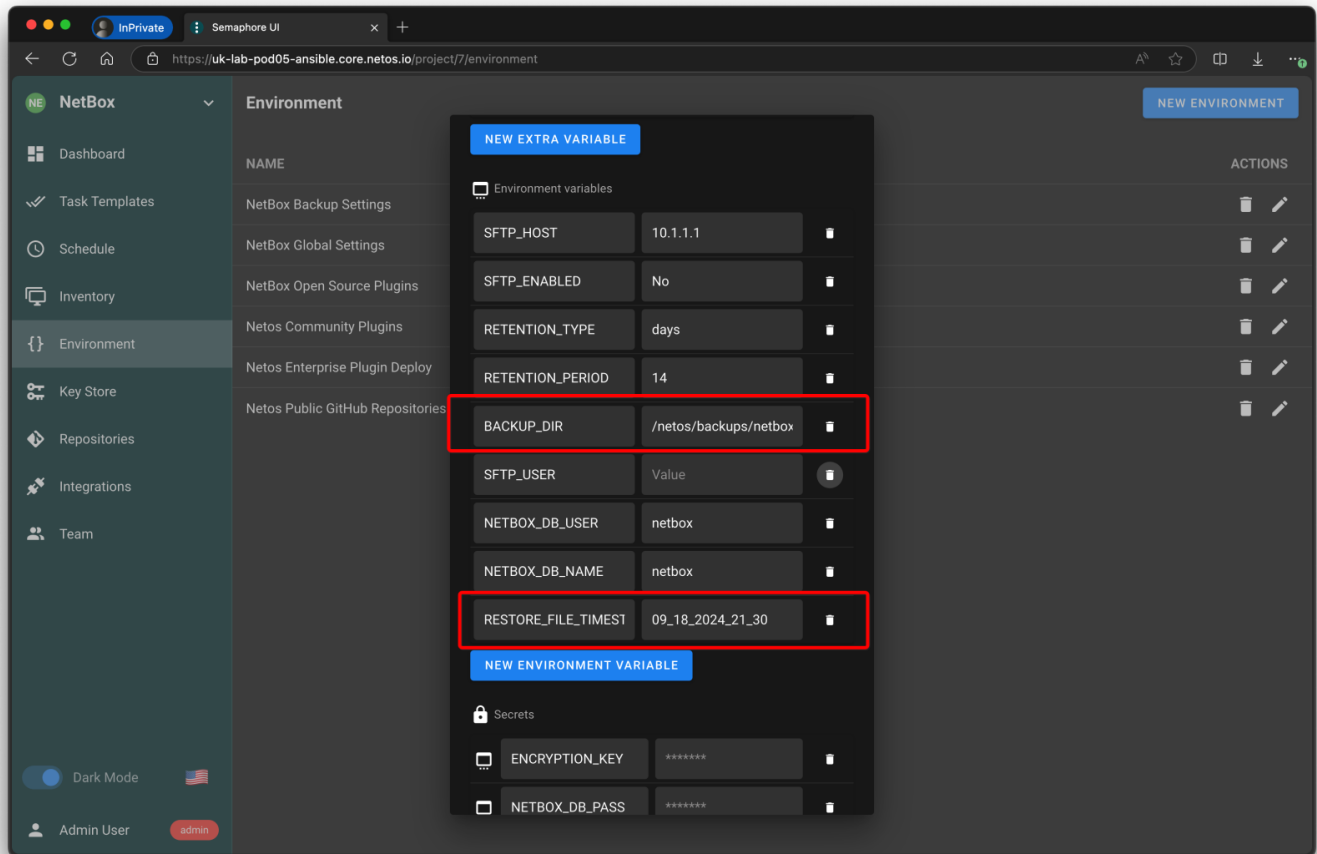 InPrivate
Semaphore UI
https://uk-lab-pod05-ansible.core.netos.io/project/7/environment
NE
NetBox
Dashboard
Task Templates
Schedule
Inventory
Environment
Key Store
Repositories
Integrations
Team
Dark Mode
Admin User
admin
Environment
NEW ENVIRONMENT
NAME
ACTIONS
NetBox Backup Settings
NetBox Global Settings
NetBox Open Source Plugins
Netos Community Plugins
Netos Enterprise Plugin Deploy
Netos Public GitHub Repositories
NEW EXTRA VARIABLE
Environment variables
SFTP_HOST 10.1.1.1
SFTP_ENABLED No
RETENTION_TYPE days
RETENTION_PERIOD 14
BACKUP_DIR /netos/backups/netbox
SFTP_USER Value
NETBOX_DB_USER netbox
NETBOX_DB_NAME netbox
RESTORE_FILE_TIMEST 09_18_2024_21_30
NEW ENVIRONMENT VARIABLE
Secrets
ENCRYPTION_KEY *******
NETBOX_DB_PASS *******